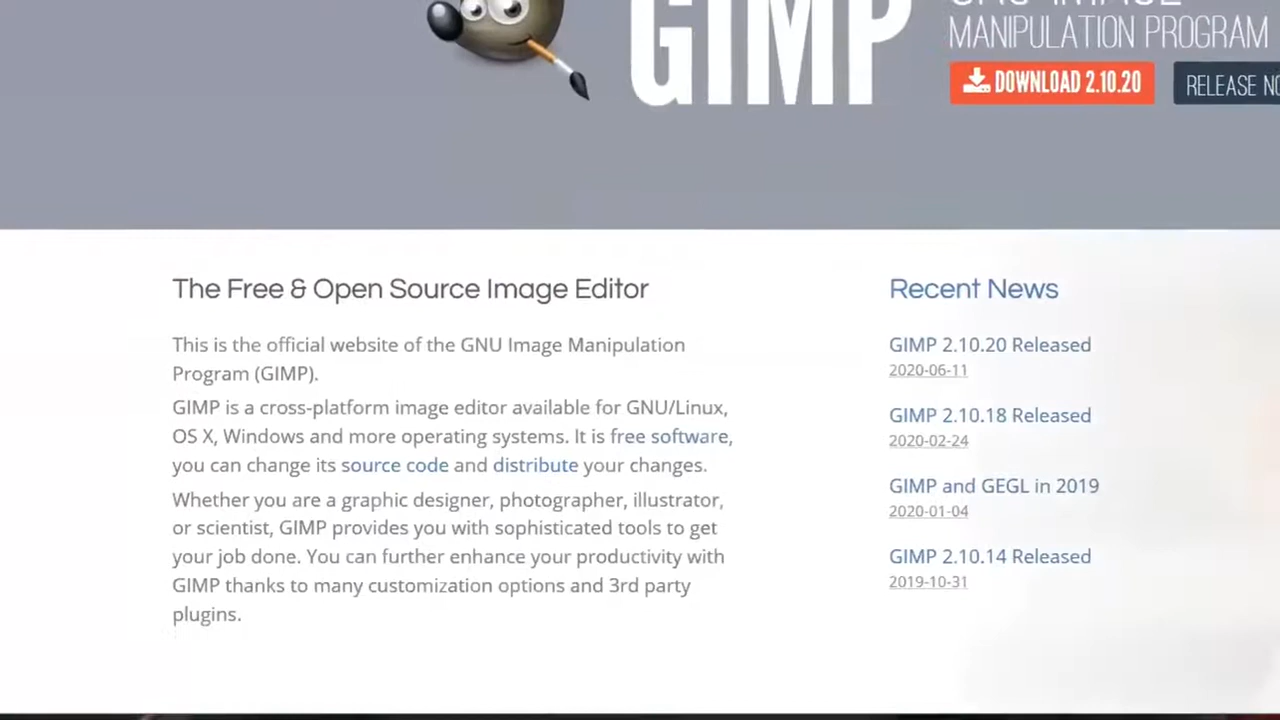 GIMP
MANIPULATION PROGRAM
DOWNLOAD 2.10.20
RELEASE
The Free & Open Source Image Editor
This is the official website of the GNU Image Manipulation
Program (GIMP).
GIMP is a cross-platform image editor available for GNU/Linux,
OS X, Windows and more operating systems. It is free software,
you can change its source code and distribute your changes.
Whether you are a graphic designer, photographer, illustrator,
or scientist, GIMP provides you with sophisticated tools to get
your job done. You can further enhance your productivity with
GIMP thanks to many customization options and 3rd party
plugins.
Recent News
GIMP 2.10.20 Released
2020-06-11
GIMP 2.10.18 Released
2020-02-24
GIMP and GEGL in 2019
2020-01-04
GIMP 2.10.14 Released
2019-10-31